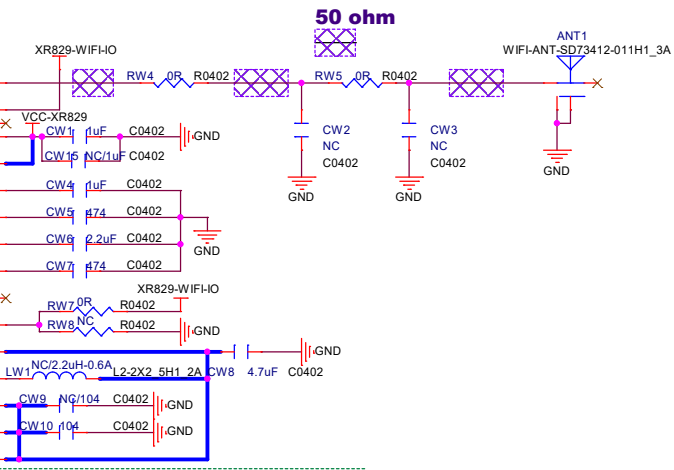 50 ohm
ANT1
XR829-WIFI-IO
WIFI-ANT-SD73412-011H1_3A
RW4 0R R0402
RW5 0R R0402
VCC-XR829
CW1 1uF C0402
GND
CW2
NC
C0402
CW3
NC
C0402
CW15 NC/1uF C0402
GND
CW4 1uF C0402
GND
GND
CW5 474 C0402
CW6 2.2uF C0402
GND
CW7 474 C0402
XR829-WIFI-IO
RW7 0R R0402
RW8 NC R0402
GND
GND
LW1 NC/2.2uH-0.6A L2-2X2_5H1_2A
CW8 4.7uF C0402
CW9 NC/104 C0402
GND
CW10 104 C0402
GND